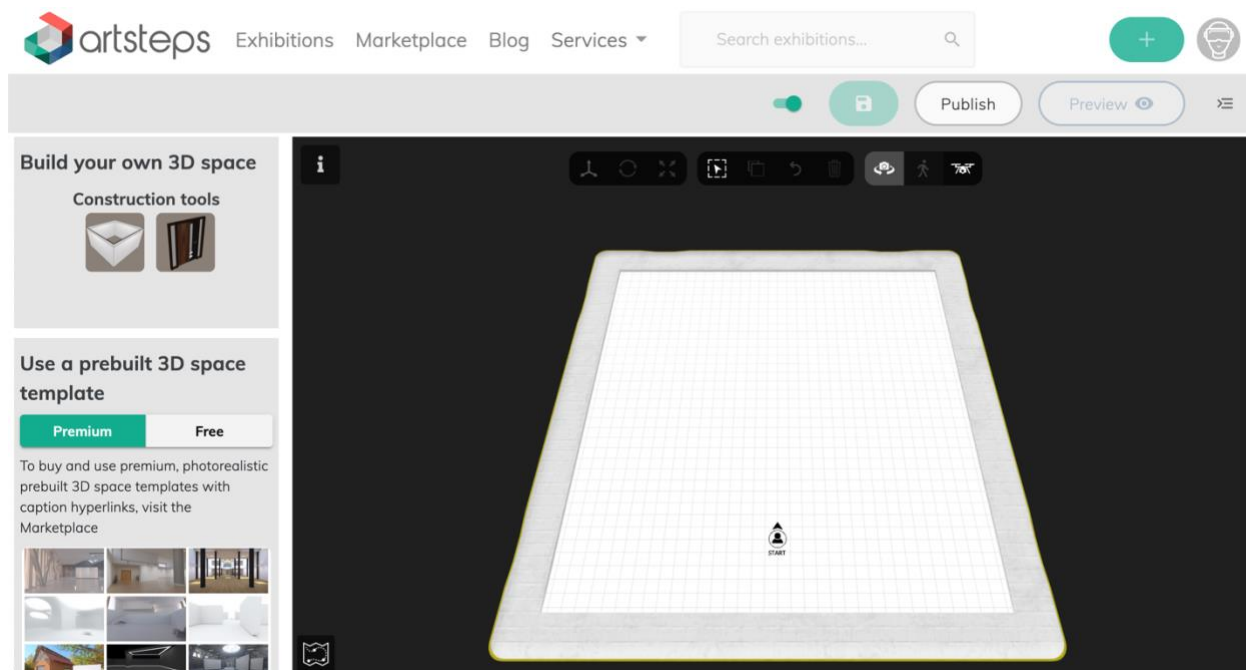 artsteps Exhibitions Marketplace Blog Services Search exhibitions... +
Publish Preview
Build your own 3D space
Construction tools
i
Use a prebuilt 3D space
template
Premium Free
To buy and use premium, photorealistic
prebuilt 3D space templates with
caption hyperlinks, visit the
Marketplace
START